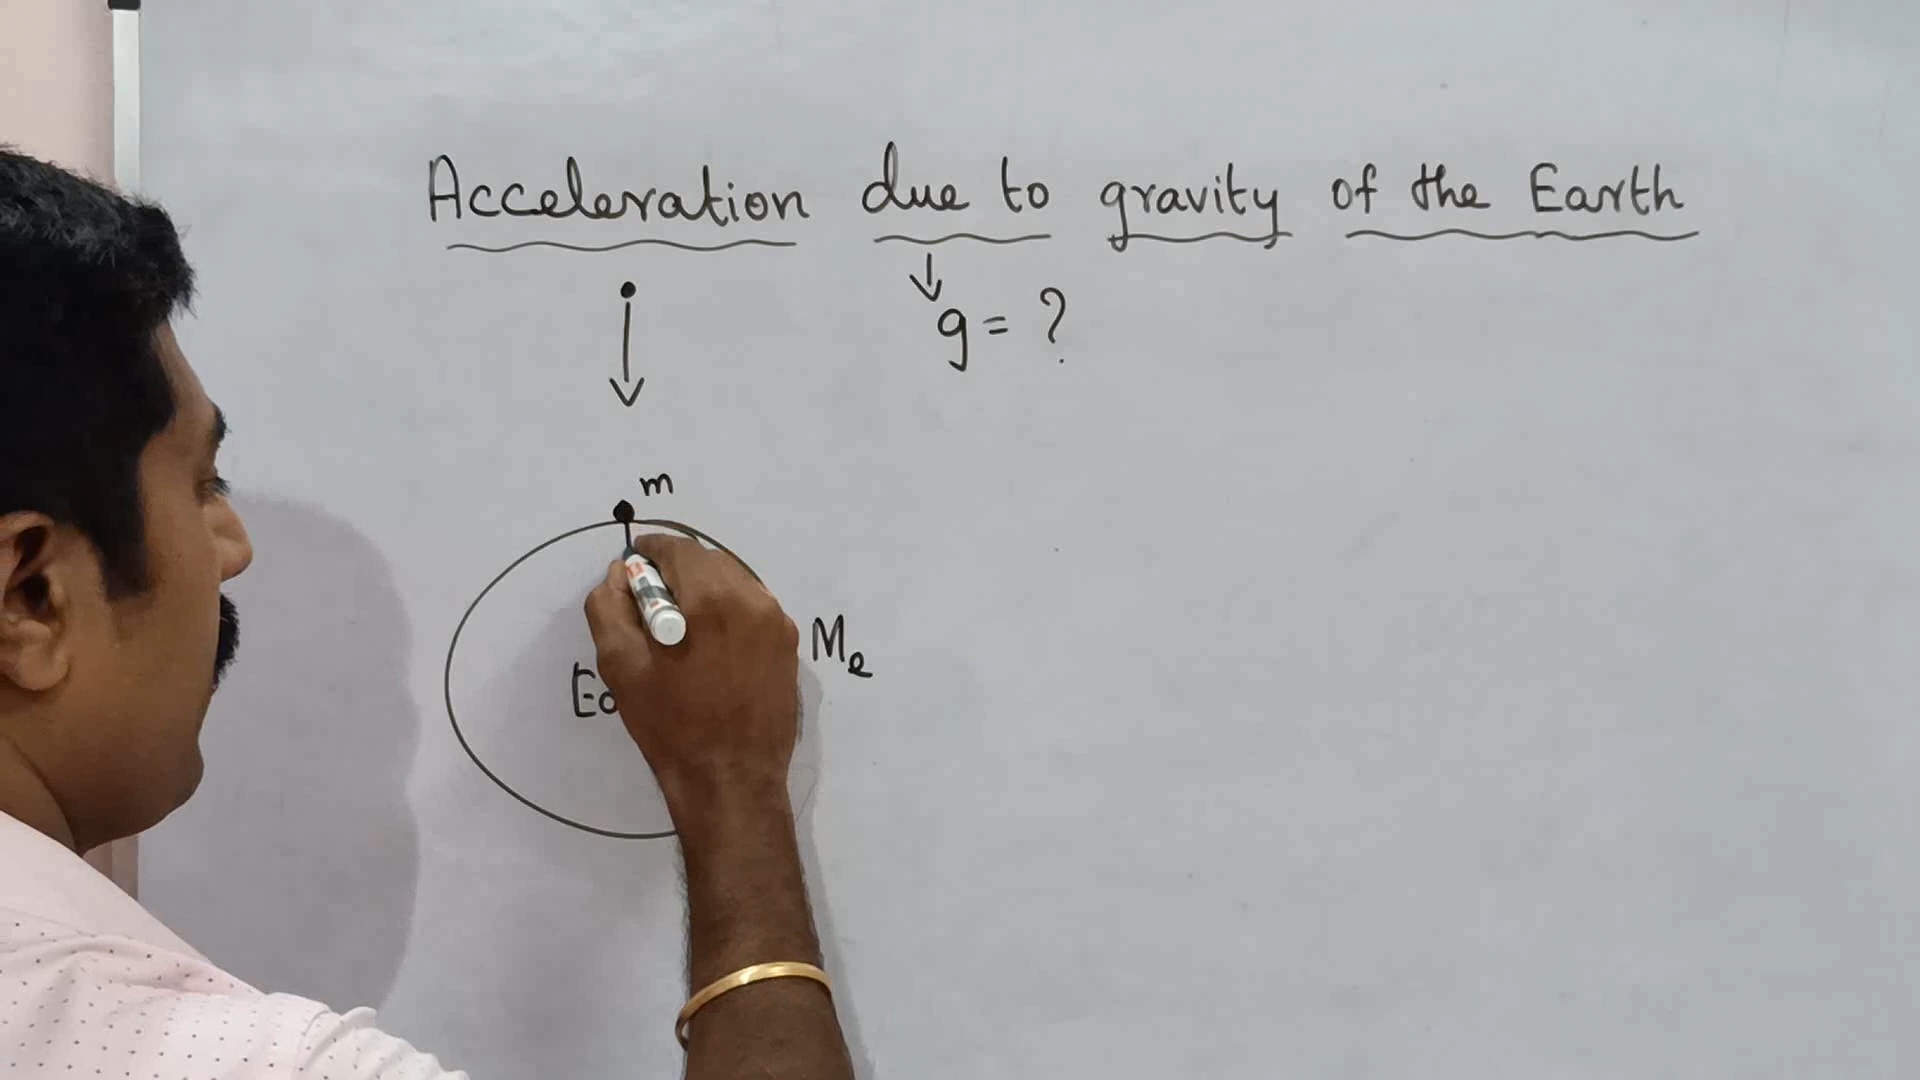 Acceleration due to gravity of the Earth
g = ?
m
Me